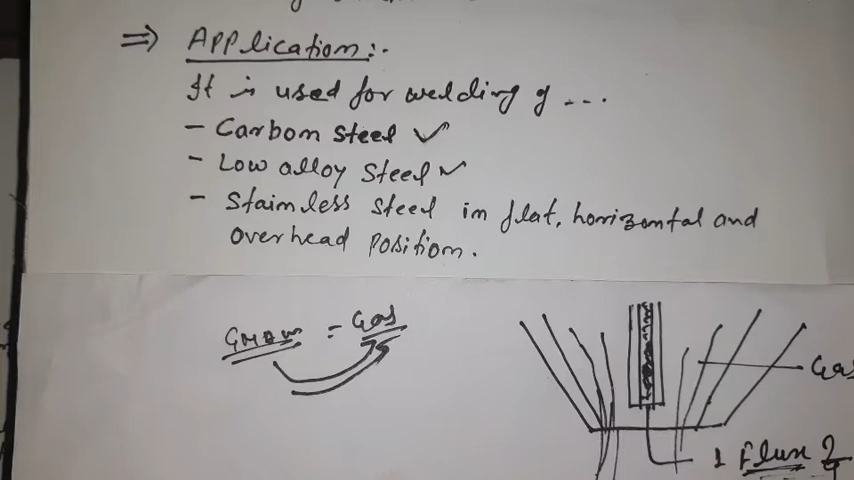 ⇒ Application:-
It is used for welding of ...
- Carbon steel ✓
- Low alloy steel ✓
- Stainless steel in flat, horizontal and
overhead position.
GMAW = Gas
Gas
1 Flux